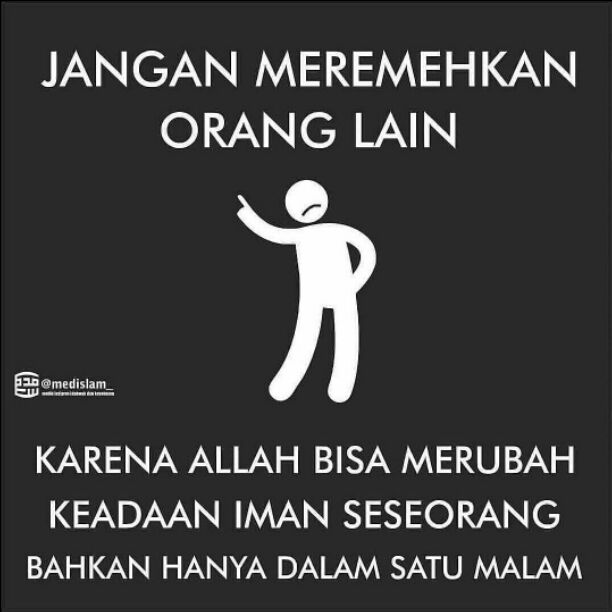 JANGAN MEREMEHKAN
ORANG LAIN
@medislam_
KARENA ALLAH BISA MERUBAH
KEADAAN IMAN SESEORANG
BAHKAN HANYA DALAM SATU MALAM